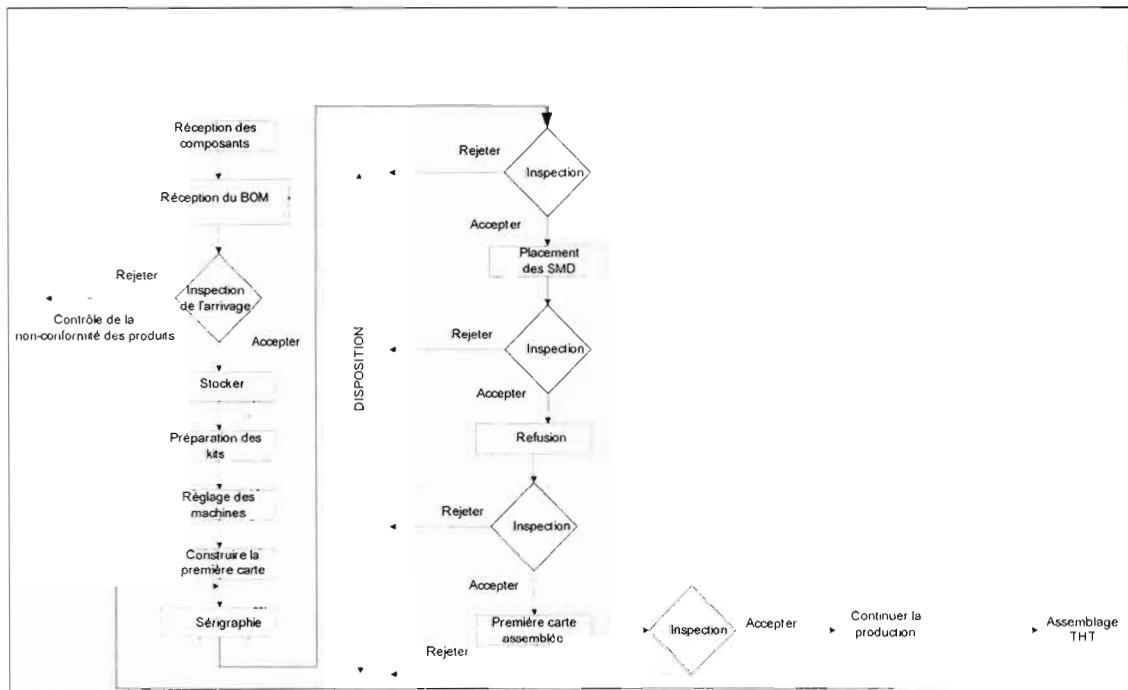 Réception des
composants
Réception du BOM
Rejeter
Inspection
de l'arrivage
Contrôle de la
non-conformité des produits
Accepter
Stocker
Préparation des
kits
Règlage des
machines
Construire la
première carte
Sérigraphie
DISPOSITION
Rejeter
Inspection
Accepter
Placement
des SMD
Rejeter
Inspection
Accepter
Refusion
Rejeter
Inspection
Accepter
Première carte
assemblée
Rejeter
Inspection
Accepter
Continuer la
production
Assemblage
THT